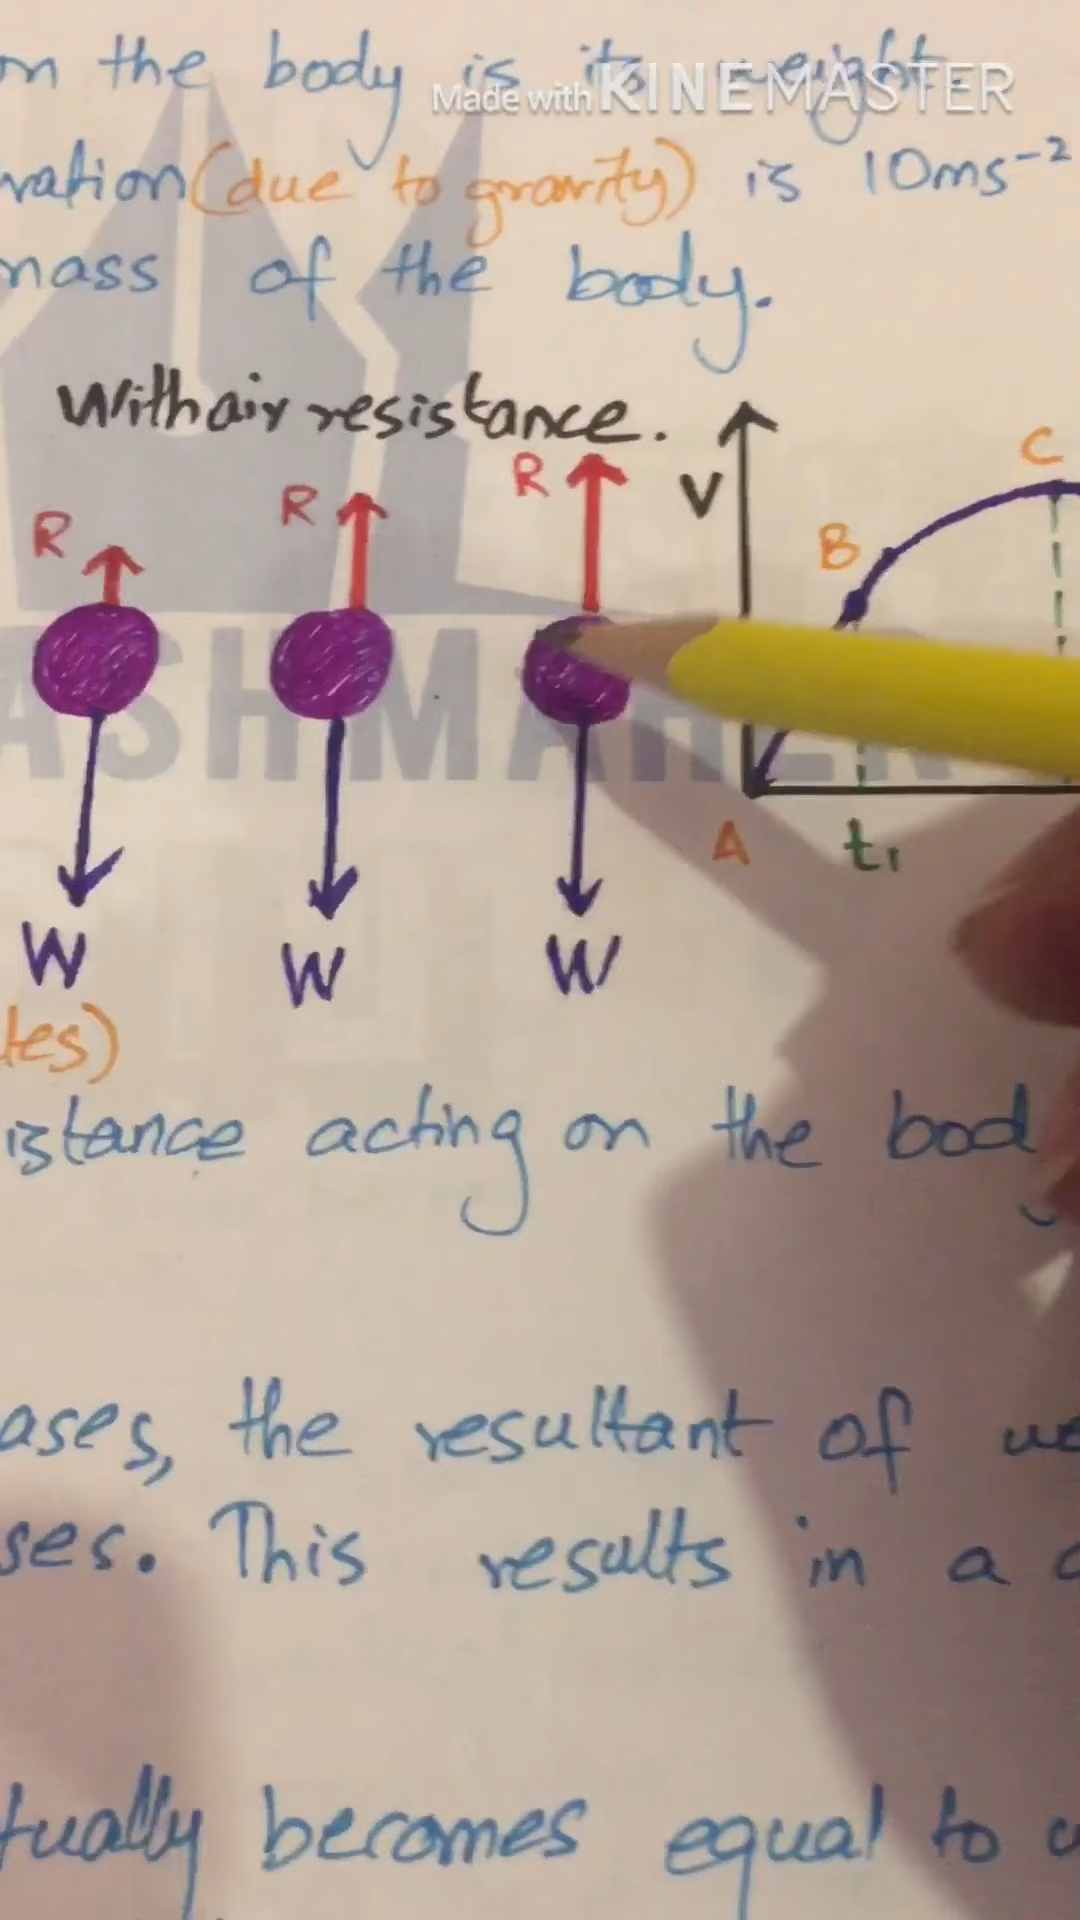 on the body is its weight.
Made with KINEMASTER
ration (due to gravity) is 10ms⁻²
mass of the body.
With air resistance.
R R R V B C
W W W A t₁
tes)
istance acting on the body
ases, the resultant of we
ses. This results in a
tually becomes equal to